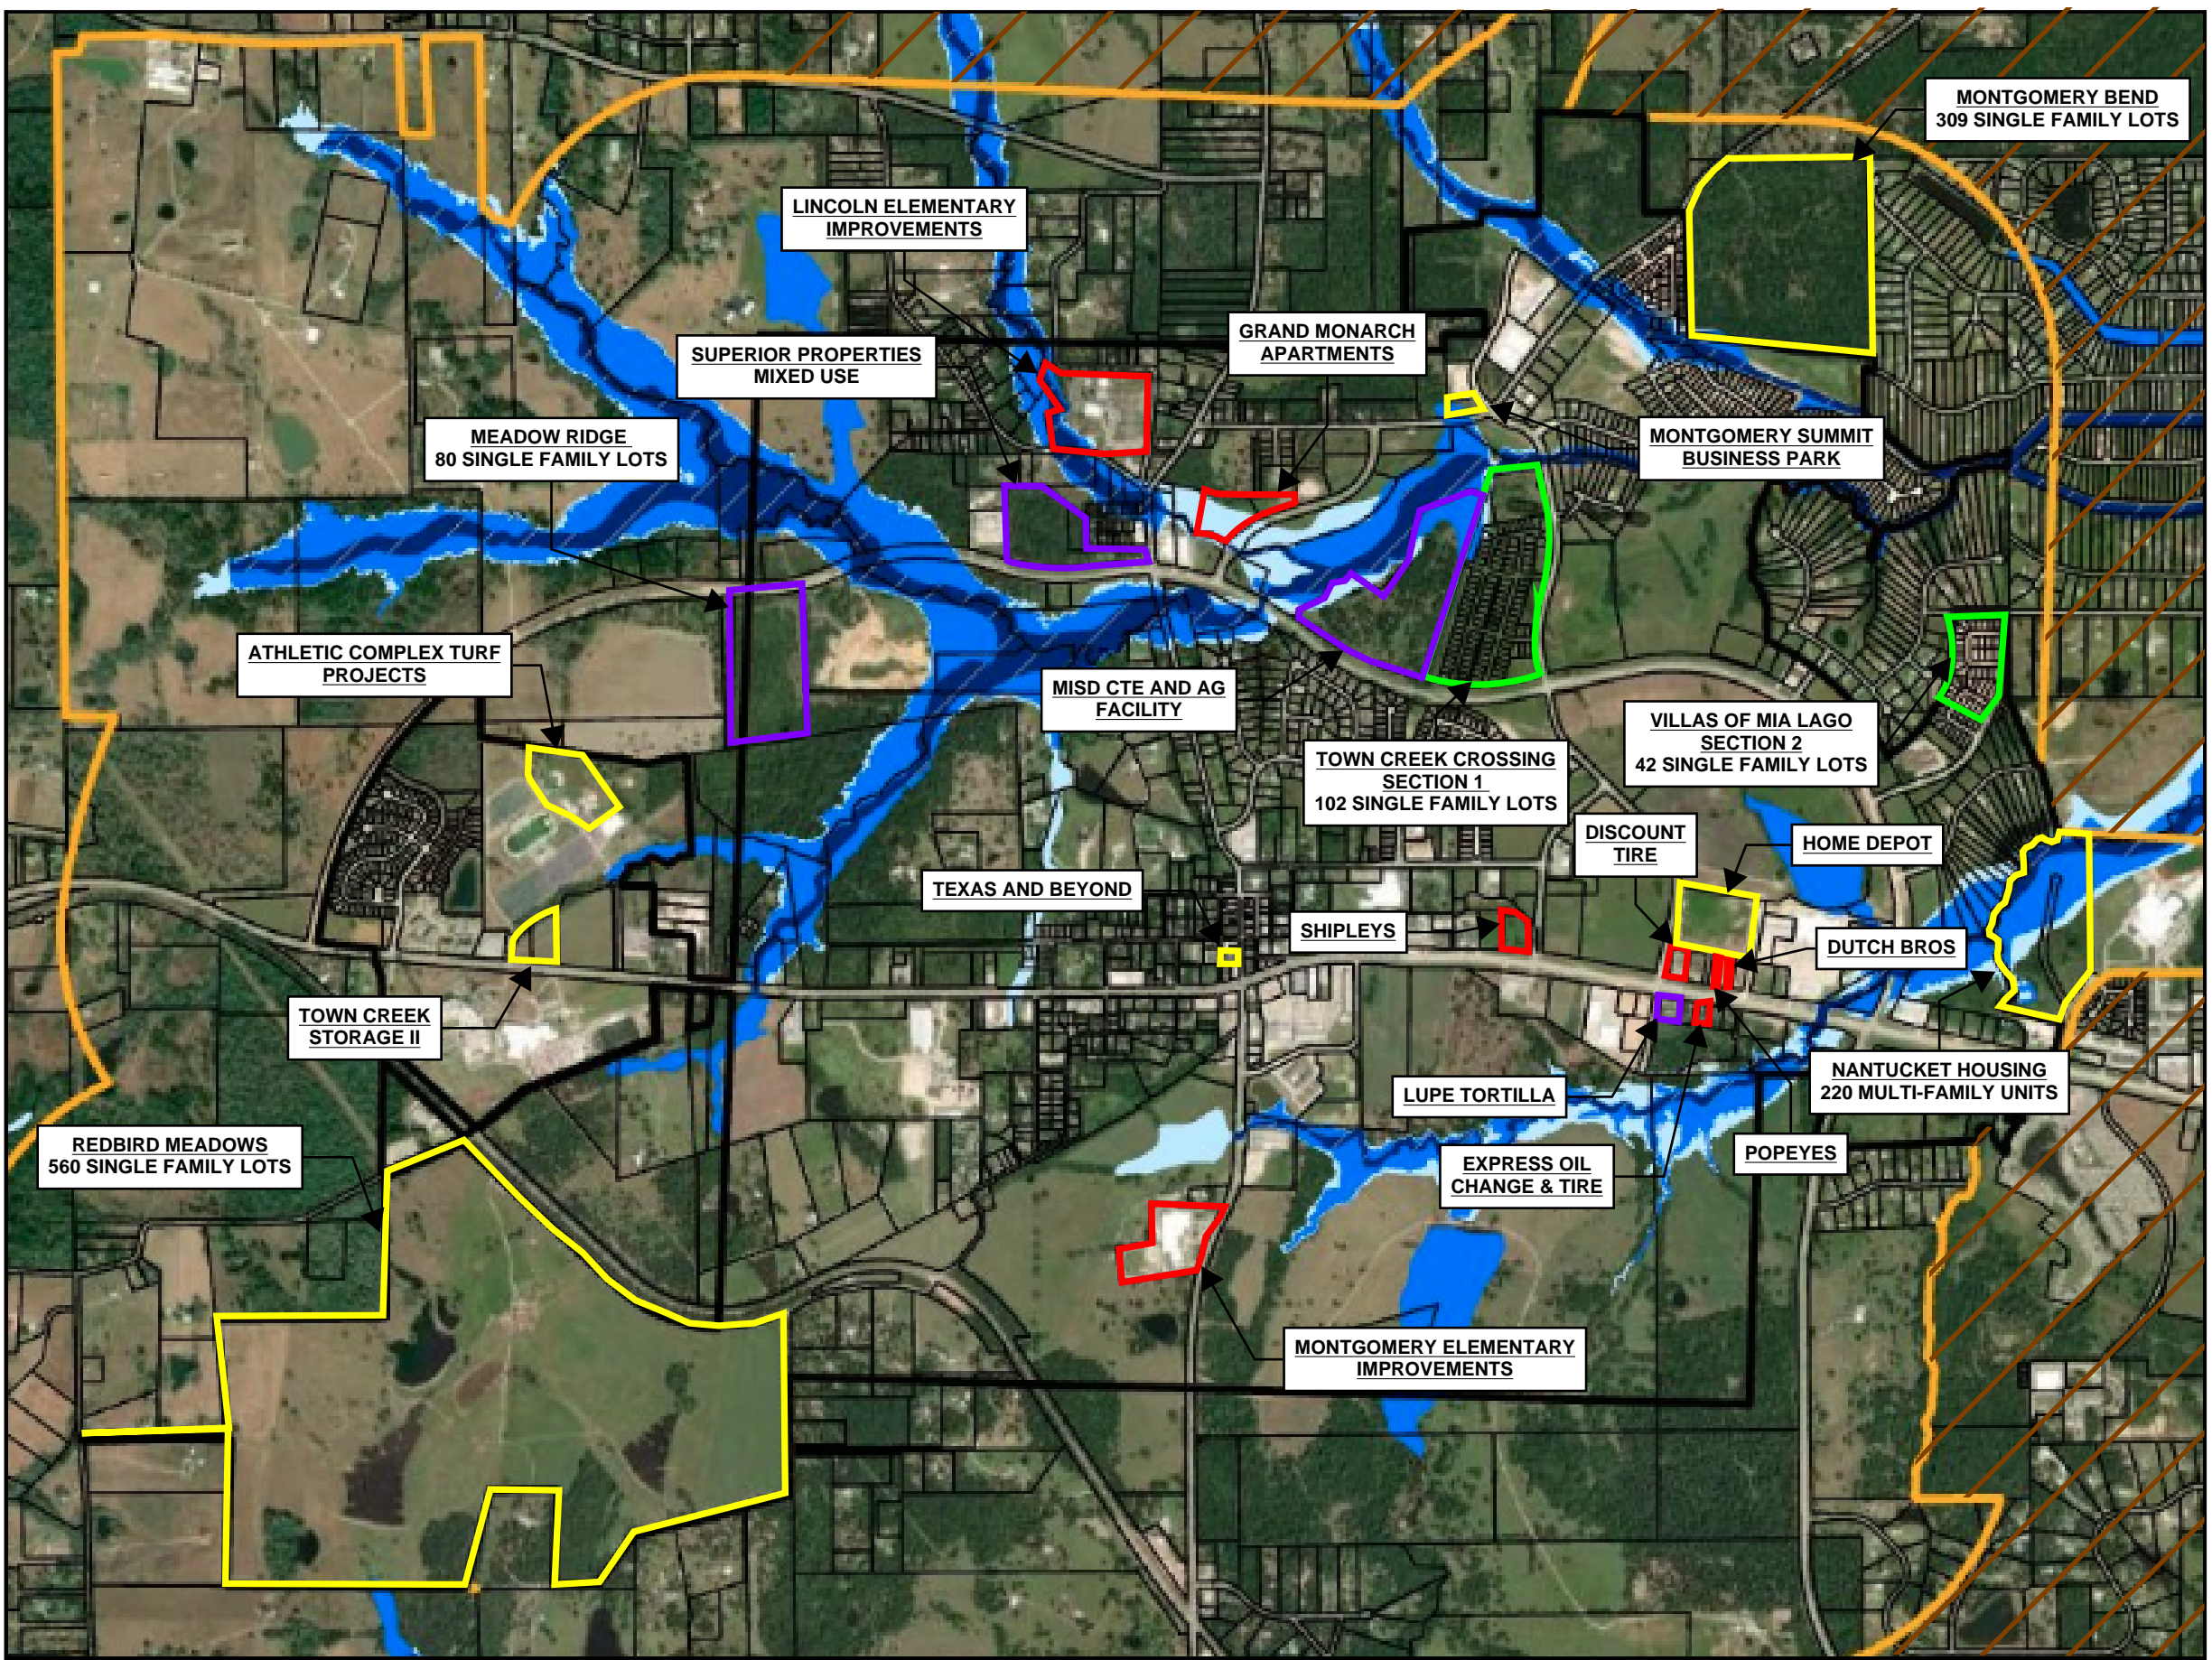 MONTGOMERY BEND
309 SINGLE FAMILY LOTS
LINCOLN ELEMENTARY
IMPROVEMENTS
GRAND MONARCH
APARTMENTS
SUPERIOR PROPERTIES
MIXED USE
MEADOW RIDGE
80 SINGLE FAMILY LOTS
MONTGOMERY SUMMIT
BUSINESS PARK
ATHLETIC COMPLEX TURF
PROJECTS
MISD CTE AND AG
FACILITY
VILLAS OF MIA LAGO
SECTION 2
42 SINGLE FAMILY LOTS
TOWN CREEK CROSSING
SECTION 1
102 SINGLE FAMILY LOTS
DISCOUNT
TIRE
HOME DEPOT
TEXAS AND BEYOND
SHIPLEYS
DUTCH BROS
TOWN CREEK
STORAGE II
LUPE TORTILLA
NANTUCKET HOUSING
220 MULTI-FAMILY UNITS
REDBIRD MEADOWS
560 SINGLE FAMILY LOTS
EXPRESS OIL
CHANGE & TIRE
POPEYES
MONTGOMERY ELEMENTARY
IMPROVEMENTS